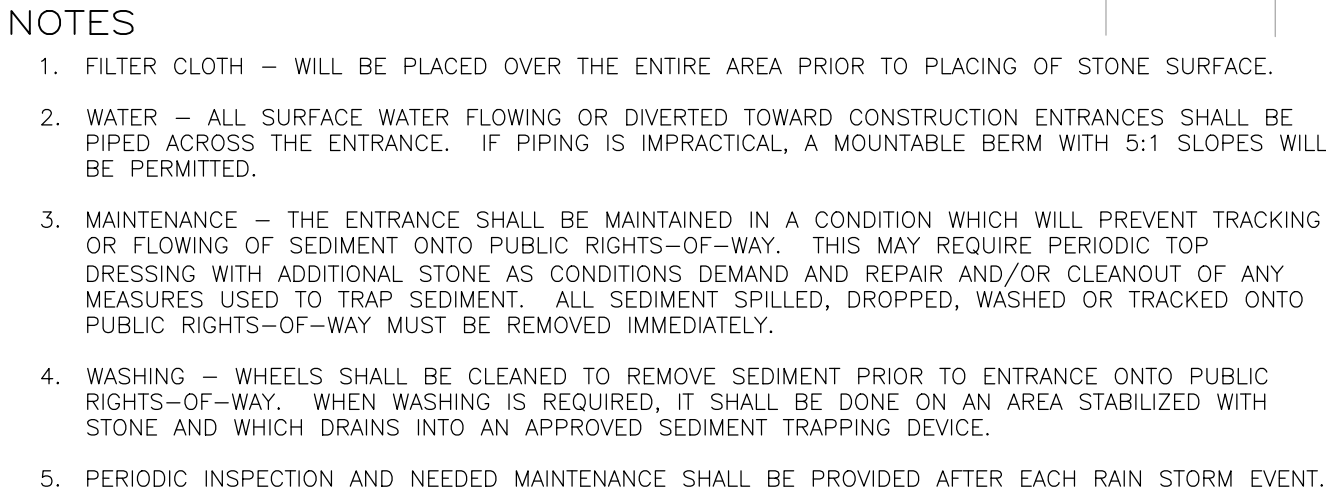 NOTES
1. FILTER CLOTH – WILL BE PLACED OVER THE ENTIRE AREA PRIOR TO PLACING OF STONE SURFACE.
2. WATER – ALL SURFACE WATER FLOWING OR DIVERTED TOWARD CONSTRUCTION ENTRANCES SHALL BE
PIPED ACROSS THE ENTRANCE. IF PIPING IS IMPRACTICAL, A MOUNTABLE BERM WITH 5:1 SLOPES WILL
BE PERMITTED.
3. MAINTENANCE – THE ENTRANCE SHALL BE MAINTAINED IN A CONDITION WHICH WILL PREVENT TRACKING
OR FLOWING OF SEDIMENT ONTO PUBLIC RIGHTS–OF–WAY. THIS MAY REQUIRE PERIODIC TOP
DRESSING WITH ADDITIONAL STONE AS CONDITIONS DEMAND AND REPAIR AND/OR CLEANOUT OF ANY
MEASURES USED TO TRAP SEDIMENT. ALL SEDIMENT SPILLED, DROPPED, WASHED OR TRACKED ONTO
PUBLIC RIGHTS–OF–WAY MUST BE REMOVED IMMEDIATELY.
4. WASHING – WHEELS SHALL BE CLEANED TO REMOVE SEDIMENT PRIOR TO ENTRANCE ONTO PUBLIC
RIGHTS–OF–WAY. WHEN WASHING IS REQUIRED, IT SHALL BE DONE ON AN AREA STABILIZED WITH
STONE AND WHICH DRAINS INTO AN APPROVED SEDIMENT TRAPPING DEVICE.
5. PERIODIC INSPECTION AND NEEDED MAINTENANCE SHALL BE PROVIDED AFTER EACH RAIN STORM EVENT.